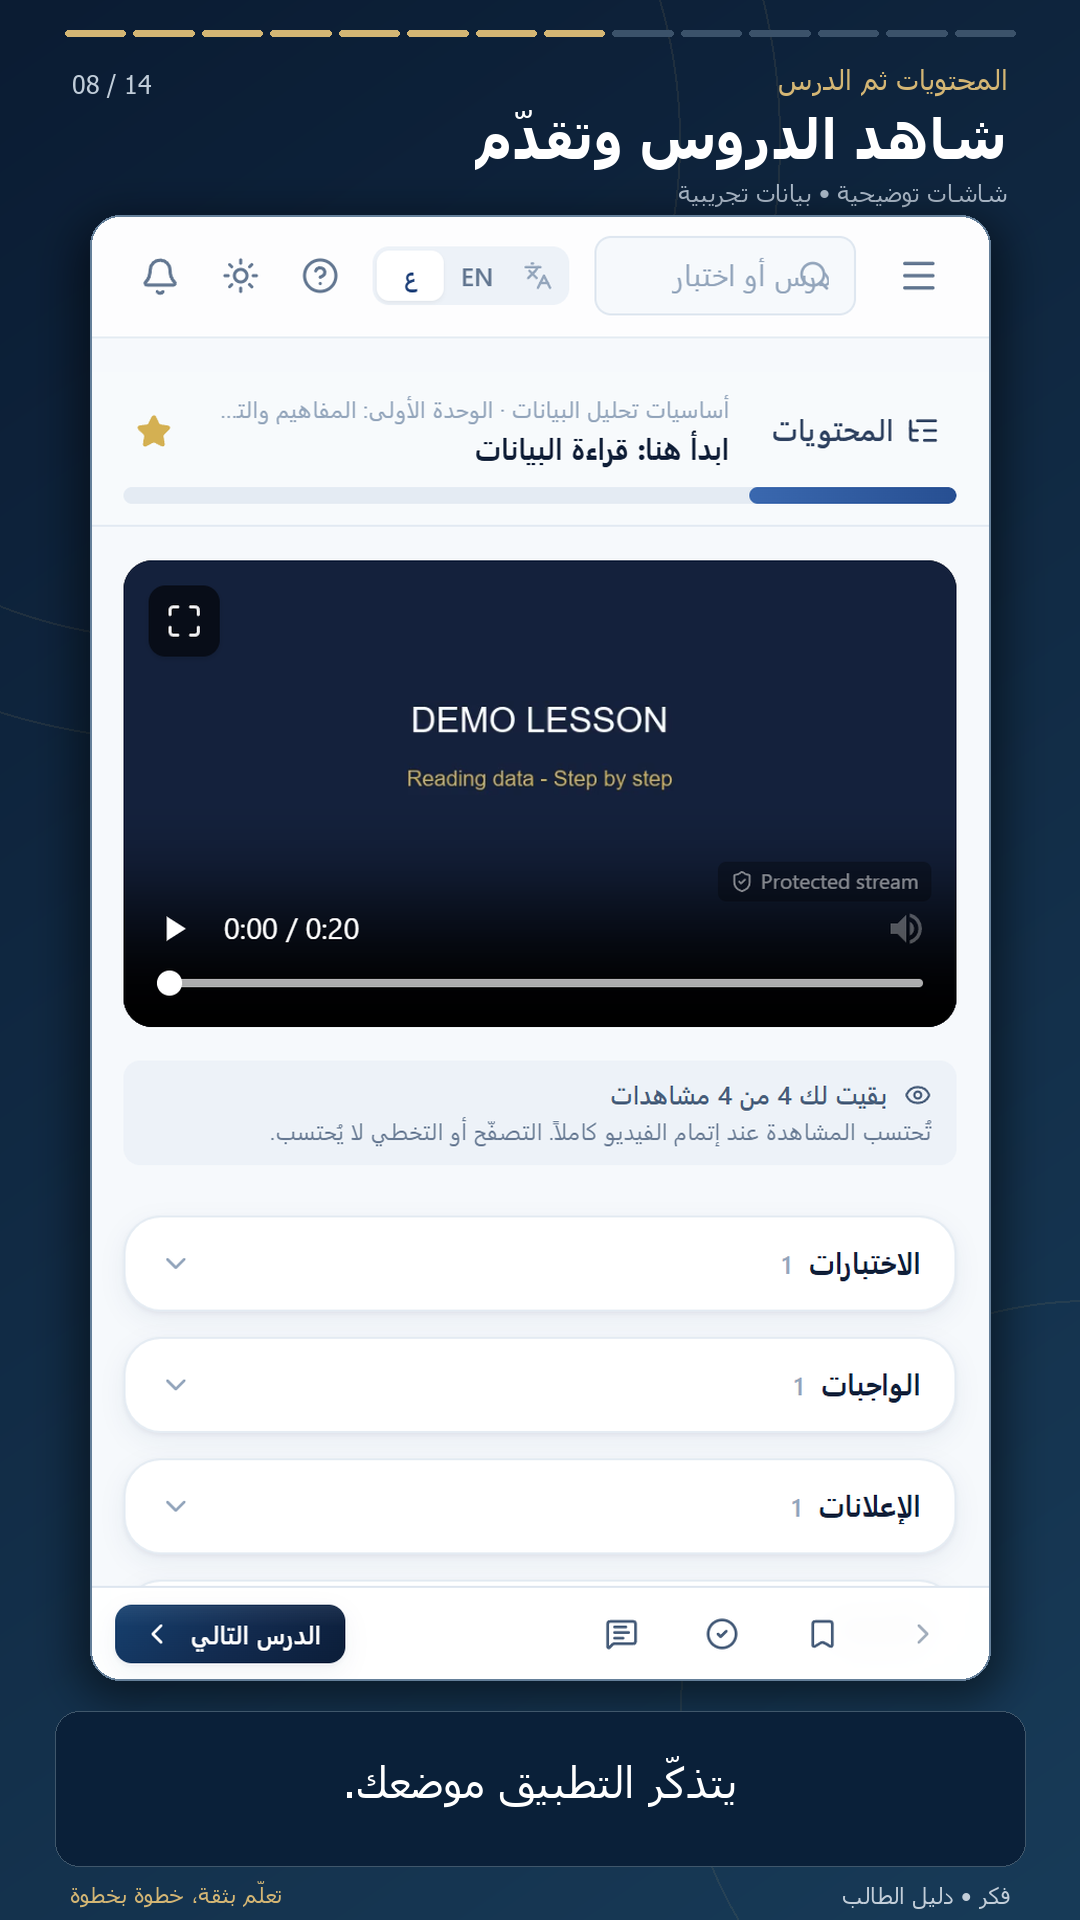 08 / 14
المحتويات ثم الدرس
شاهد الدروس وتقدّم
شاشات توضيحية • بيانات تجريبية
أو اختبار
EN
ع
المحتويات
أساسيات تحليل البيانات · الوحدة الأولى: المفاهيم والتـ...
ابدأ هنا: قراءة البيانات
DEMO LESSON
Reading data - Step by step
Protected stream
0:00 / 0:20
بقيت لك 4 من 4 مشاهدات
تُحتسب المشاهدة عند إتمام الفيديو كاملاً. التصفّح أو التخطي لا يُحتسب.
الاختبارات 1
الواجبات 1
الإعلانات 1
الدرس التالي
يتذكّر التطبيق موضعك.
فكر • دليل الطالب
تعلّم بثقة، خطوة بخطوة